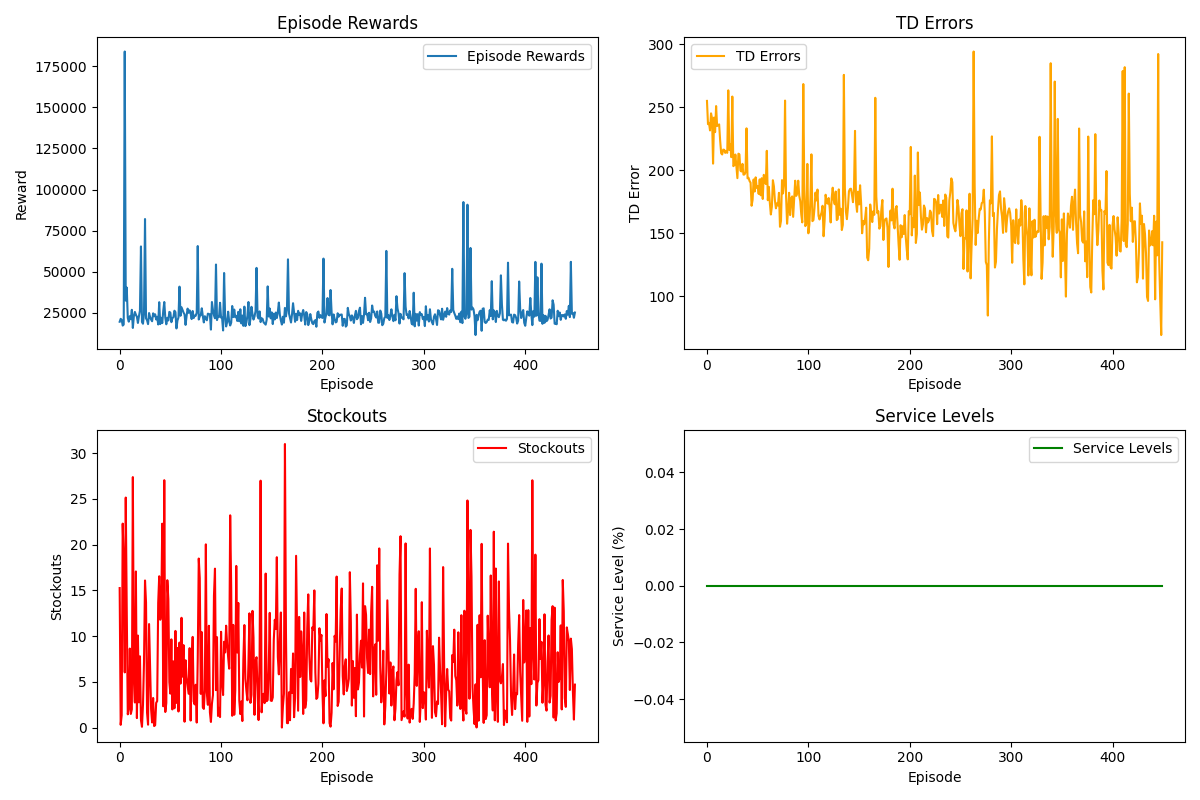 Episode Rewards
Reward
175000
150000
125000
100000
75000
50000
25000
Episode Rewards
0 100 200 300 400
Episode
TD Errors
TD Error
300
250
200
150
100
TD Errors
0 100 200 300 400
Episode
Stockouts
Stockouts
30
25
20
15
10
5
0
Stockouts
0 100 200 300 400
Episode
Service Levels
Service Level (%)
0.04
0.02
0.00
−0.02
−0.04
Service Levels
0 100 200 300 400
Episode